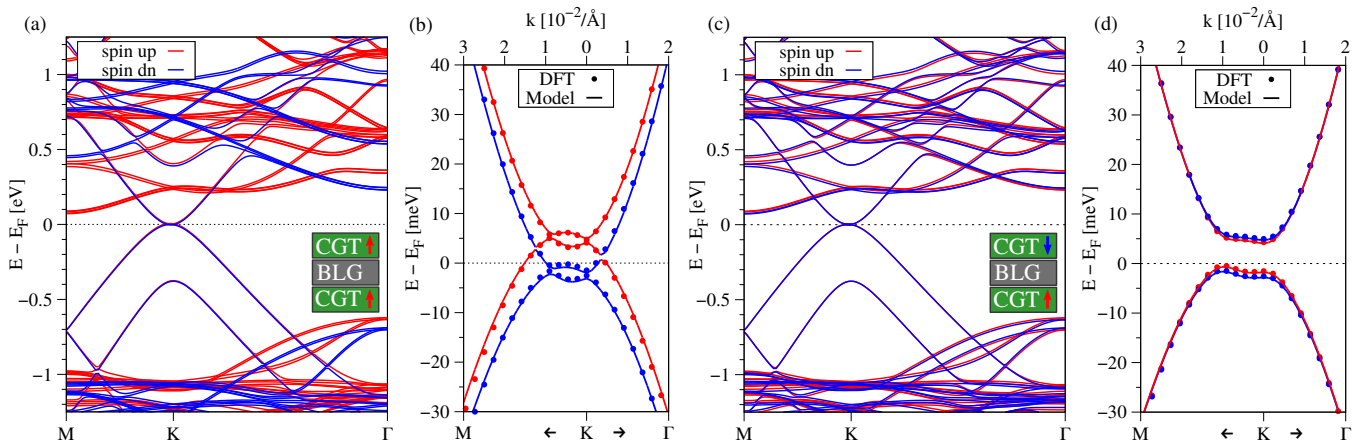 (a)
spin up
spin dn
1
0.5
0
−0.5
−1
E − E_F [eV]
CGT
BLG
CGT
M K Γ
(b)
k [10⁻²/Å]
3 2 1 0 1 2
DFT
Model
40
30
20
10
0
−10
−20
−30
E − E_F [meV]
M ← K → Γ
(c)
spin up
spin dn
1
0.5
0
−0.5
−1
E − E_F [eV]
CGT
BLG
CGT
M K Γ
(d)
k [10⁻²/Å]
3 2 1 0 1 2
DFT
Model
40
30
20
10
0
−10
−20
−30
E − E_F [meV]
M ← K → Γ